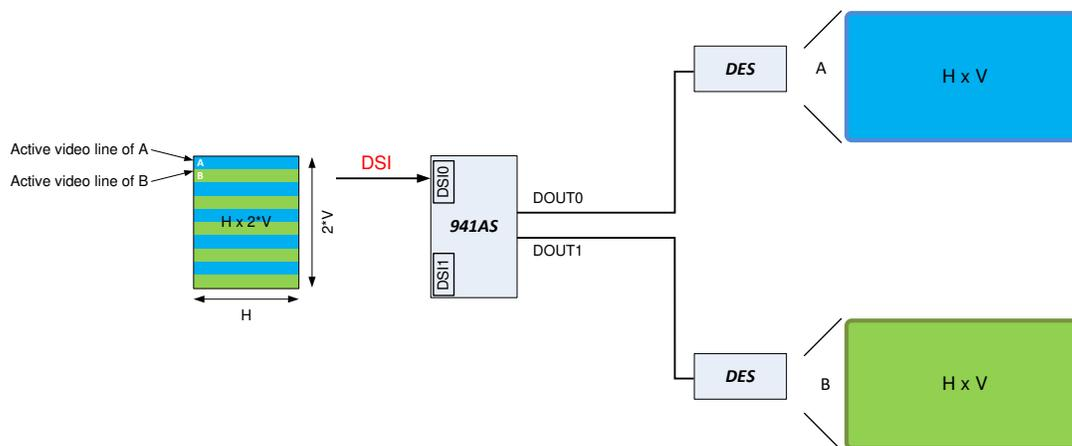 Active video line of A
Active video line of B
A
B
H x 2*V
2*V
H
DSI
DSI0
DSI1
941AS
DOUT0
DOUT1
DES
A
H x V
DES
B
H x V